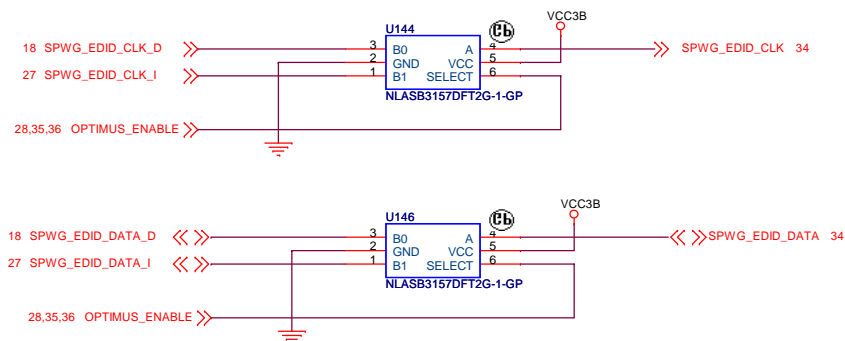 VCC3B
U144
18 SPWG_EDID_CLK_D 3 B0 A 4 SPWG_EDID_CLK 34
2 GND VCC 5
27 SPWG_EDID_CLK_I 1 B1 SELECT 6
NLASB3157DFT2G-1-GP
28,35,36 OPTIMUS_ENABLE
VCC3B
U146
18 SPWG_EDID_DATA_D 3 B0 A 4 SPWG_EDID_DATA 34
2 GND VCC 5
27 SPWG_EDID_DATA_I 1 B1 SELECT 6
NLASB3157DFT2G-1-GP
28,35,36 OPTIMUS_ENABLE